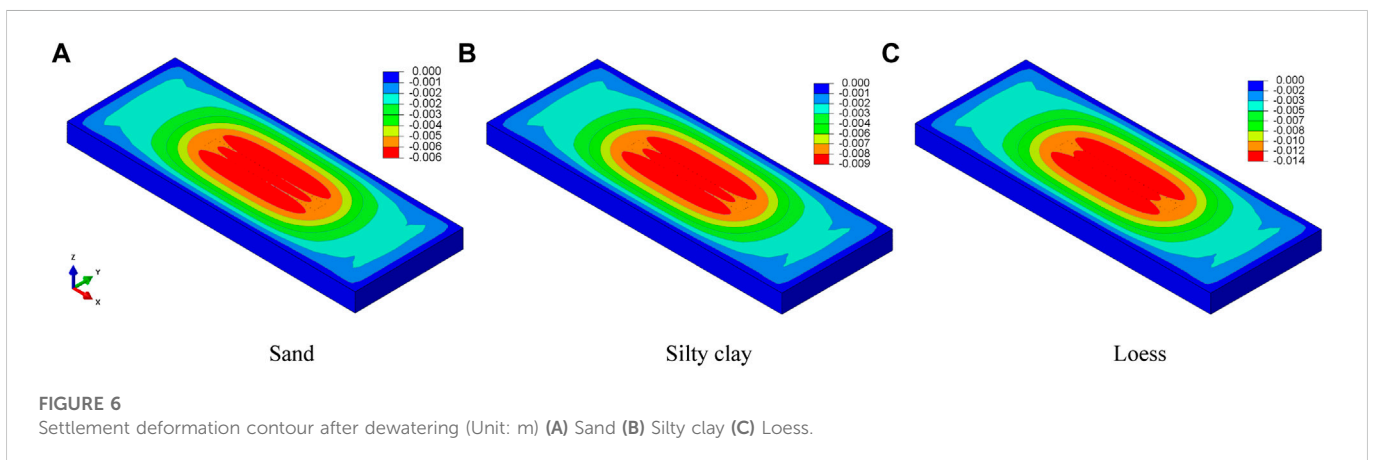 A
0.000
-0.001
-0.002
-0.002
-0.003
-0.004
-0.005
-0.006
B
0.000
-0.001
-0.002
-0.003
-0.004
-0.006
-0.007
-0.008
-0.009
C
0.000
-0.002
-0.003
-0.005
-0.007
-0.008
-0.010
-0.012
-0.014
Z
Y
X
Sand
Silty clay
Loess
FIGURE 6
Settlement deformation contour after dewatering (Unit: m) (A) Sand (B) Silty clay (C) Loess.